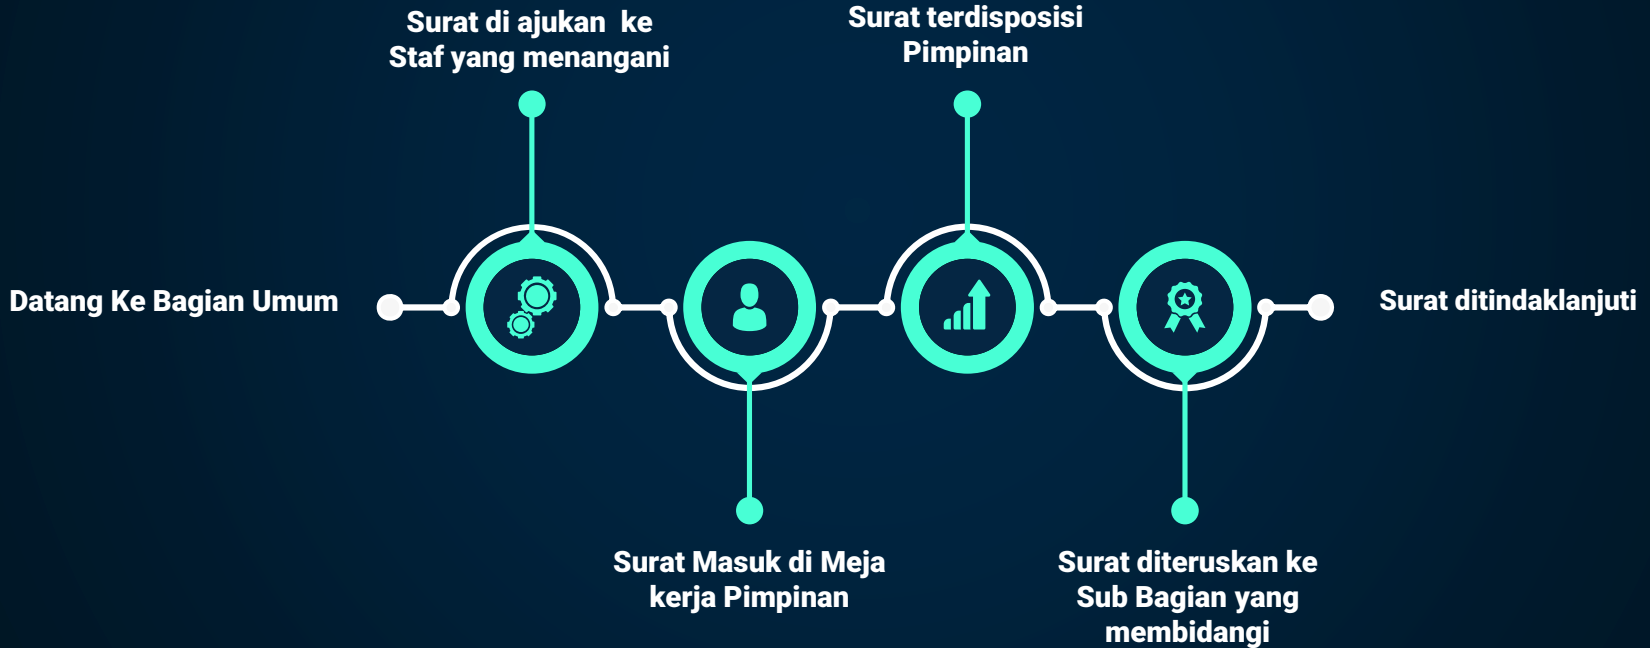 Datang Ke Bagian Umum
Surat di ajukan  ke
Staf yang menangani
Surat Masuk di Meja
kerja Pimpinan
Surat terdisposisi
Pimpinan
Surat diteruskan ke
Sub Bagian yang
membidangi
Surat ditindaklanjuti